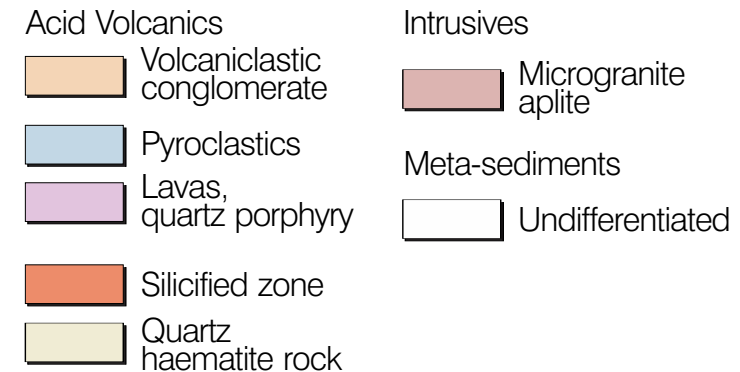 Acid Volcanics
Volcaniclastic
conglomerate
Pyroclastics
Lavas,
quartz porphyry
Silicified zone
Quartz
haematite rock
Intrusives
Microgranite
aplite
Meta-sediments
Undifferentiated